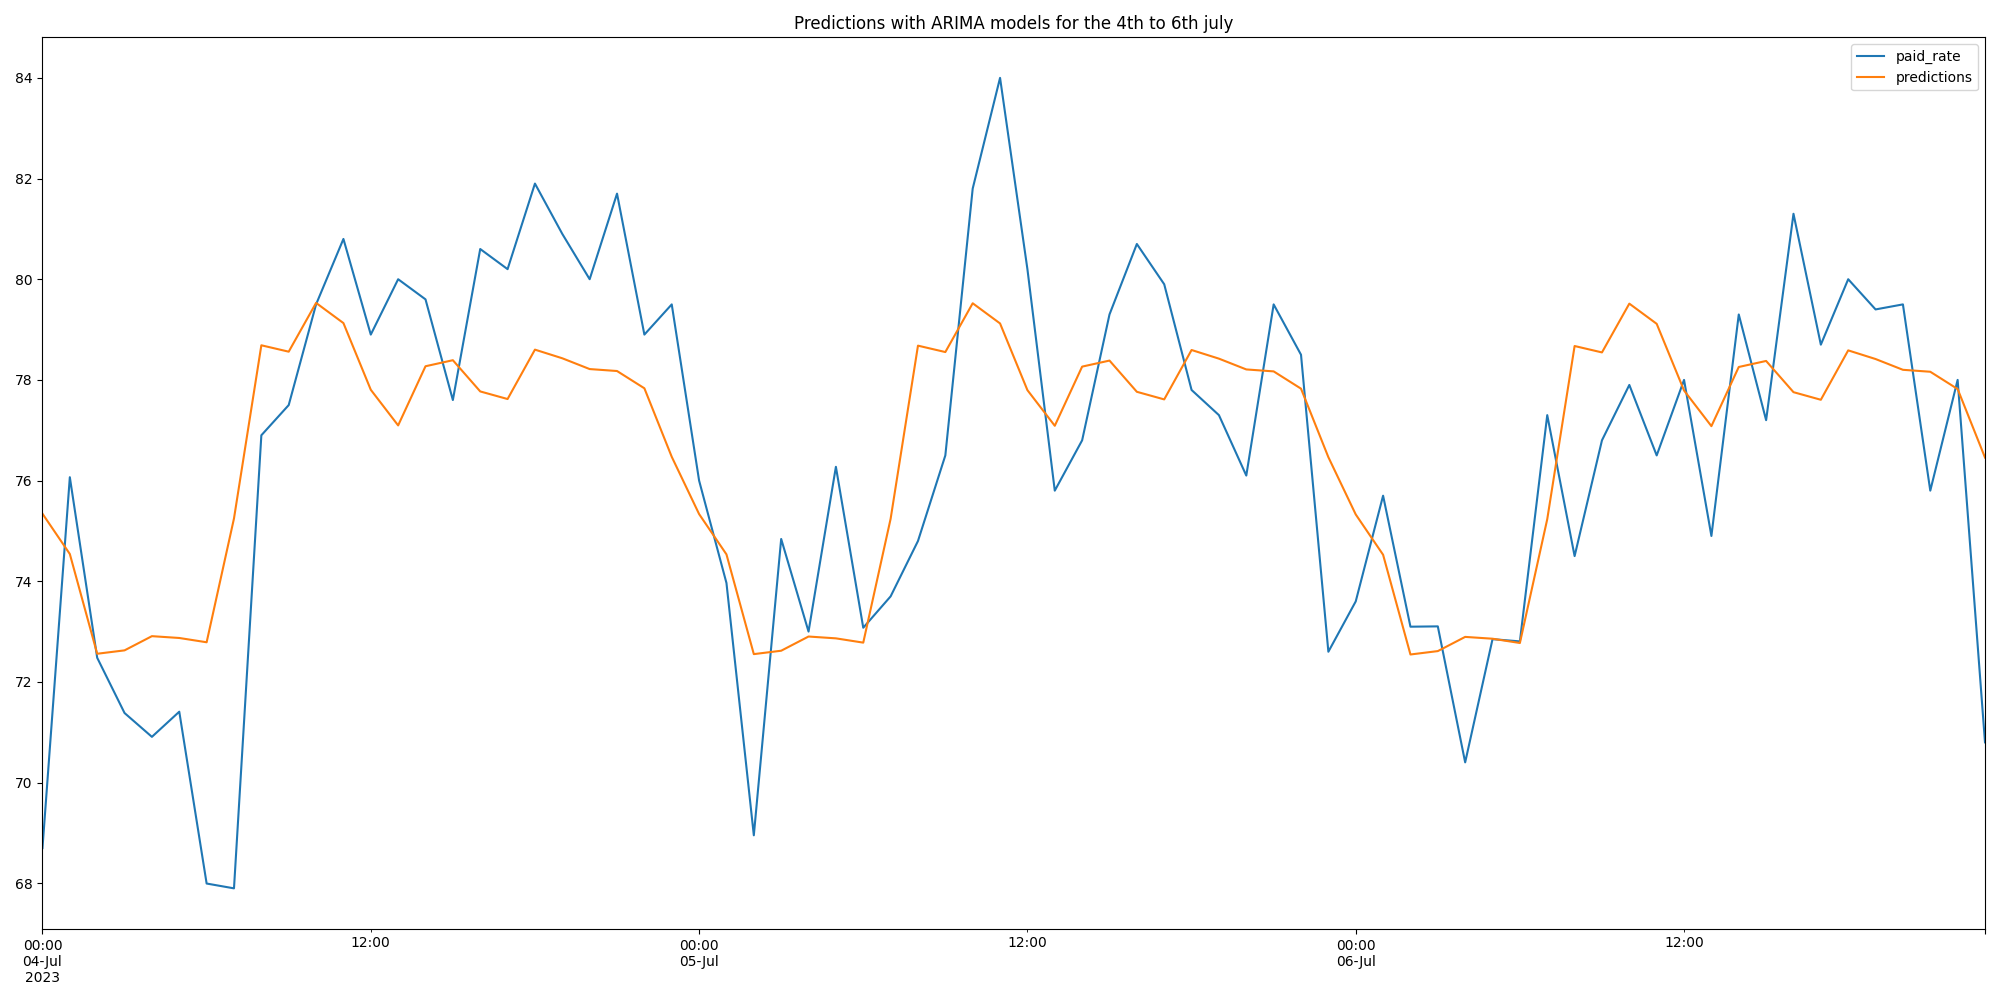 Predictions with ARIMA models for the 4th to 6th july
paid_rate
predictions
84
82
80
78
76
74
72
70
68
00:00 12:00 00:00 12:00 00:00 12:00
04-Jul 05-Jul 06-Jul
2023